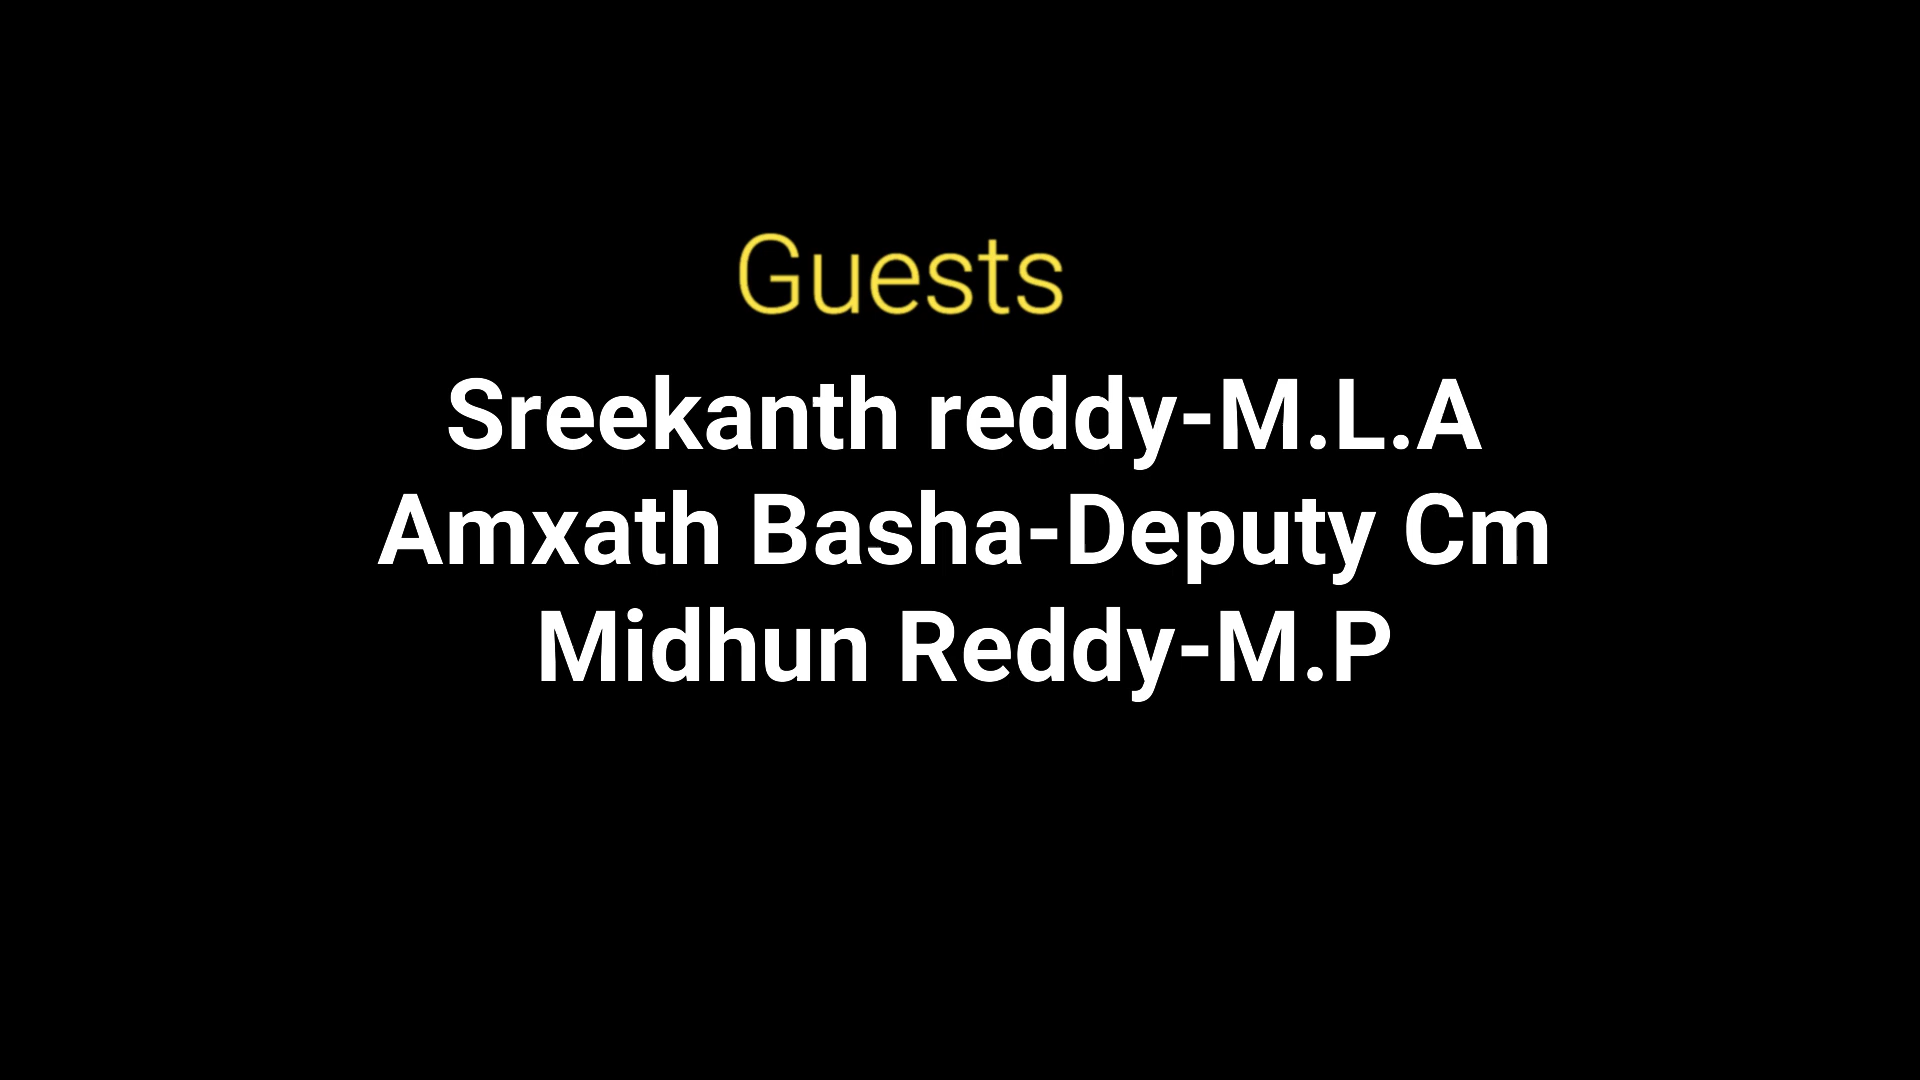 Guests
Sreekanth reddy-M.L.A
Amxath Basha-Deputy Cm
Midhun Reddy-M.P